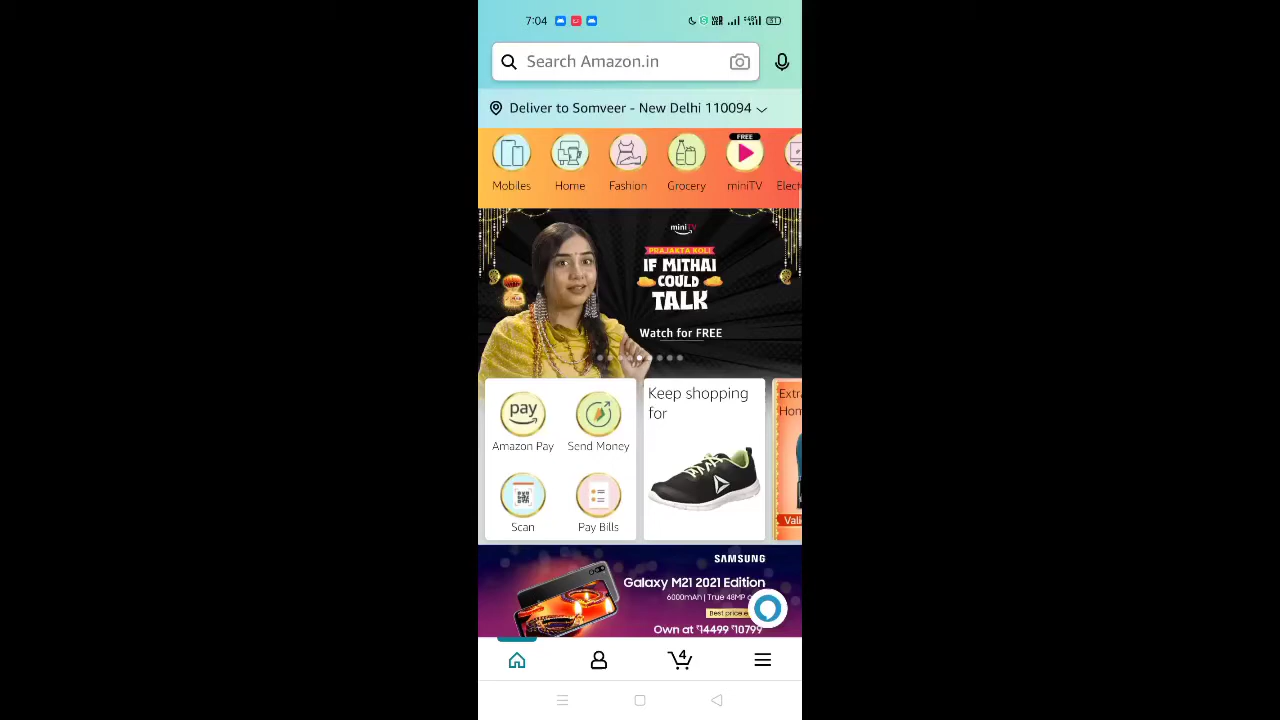 7:04
Search Amazon.in
Deliver to Somveer - New Delhi 110094
FREE
Mobiles Home Fashion Grocery miniTV Elect
miniTV
PRAJAKTA KOLI
IF MITHAI
COULD
TALK
Watch for FREE
Keep shopping
for
Extra
Hom
pay
Amazon Pay Send Money
Scan Pay Bills
Vali
SAMSUNG
Galaxy M21 2021 Edition
6000mAh | True 48MP
Best price
Own at ₹14499 ₹10799
4